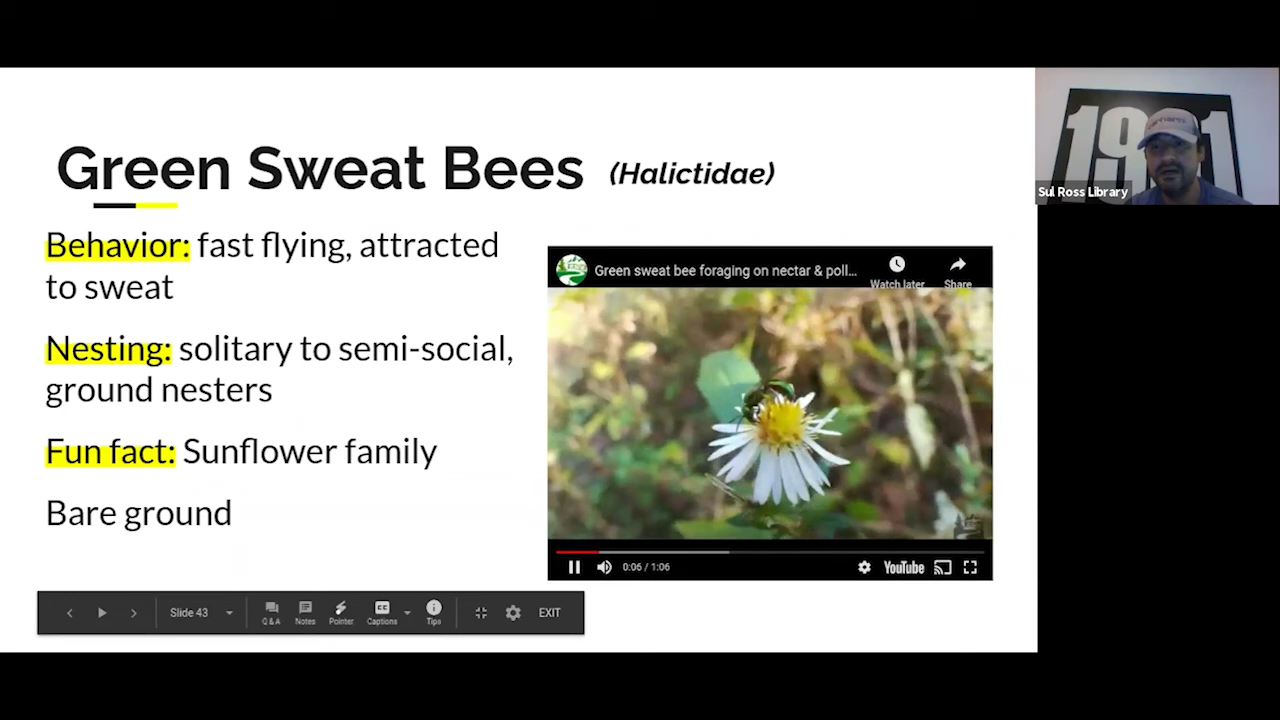 Green Sweat Bees (Halictidae)
Behavior: fast flying, attracted
to sweat
Nesting: solitary to semi-social,
ground nesters
Fun fact: Sunflower family
Bare ground
Green sweat bee foraging on nectar & poll...
Watch later
Share
0:06 / 1:06
YouTube
Slide 43
Q & A
Notes
Pointer
CC
Captions
Tips
EXIT
1901
Sul Ross Library